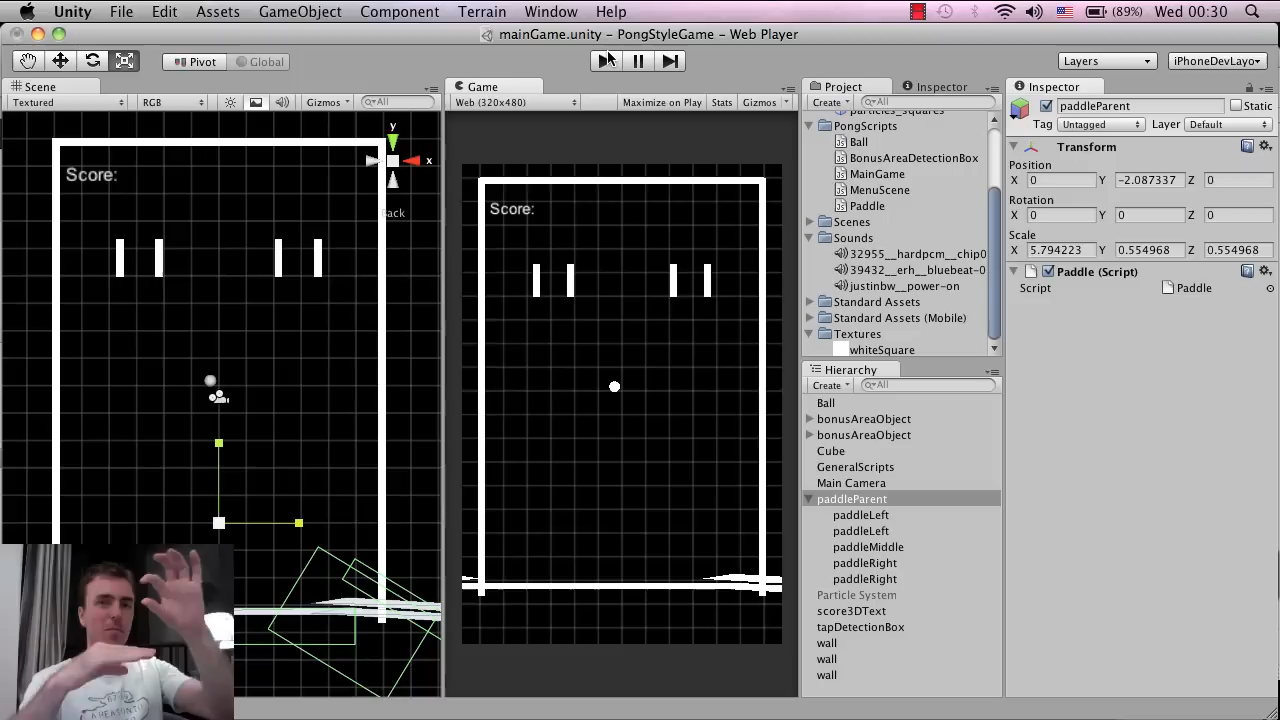 Unity File Edit Assets GameObject Component Terrain Window Help (89%) Wed 00:30
mainGame.unity – PongStyleGame – Web Player
Pivot Global Layers iPhoneDevLayo
Scene
Textured RGB Gizmos All
y
x
Back
Score:
Game
Web (320x480) Maximize on Play Stats Gizmos
Score:
Project Inspector
Create All
particles_squares
PongScripts
Ball
BonusAreaDetectionBox
MainGame
MenuScene
Paddle
Scenes
Sounds
32955__hardpcm__chip0
39432__erh__bluebeat-0
justinbw__power-on
Standard Assets
Standard Assets (Mobile)
Textures
whiteSquare
Hierarchy
Create All
Ball
bonusAreaObject
bonusAreaObject
Cube
GeneralScripts
Main Camera
paddleParent
paddleLeft
paddleLeft
paddleMiddle
paddleRight
paddleRight
Particle System
score3DText
tapDetectionBox
wall
wall
wall
Inspector
paddleParent Static
Tag Untagged Layer Default
Transform
Position
X 0 Y -2.087337 Z 0
Rotation
X 0 Y 0 Z 0
Scale
X 5.794223 Y 0.554968 Z 0.554968
Paddle (Script)
Script Paddle